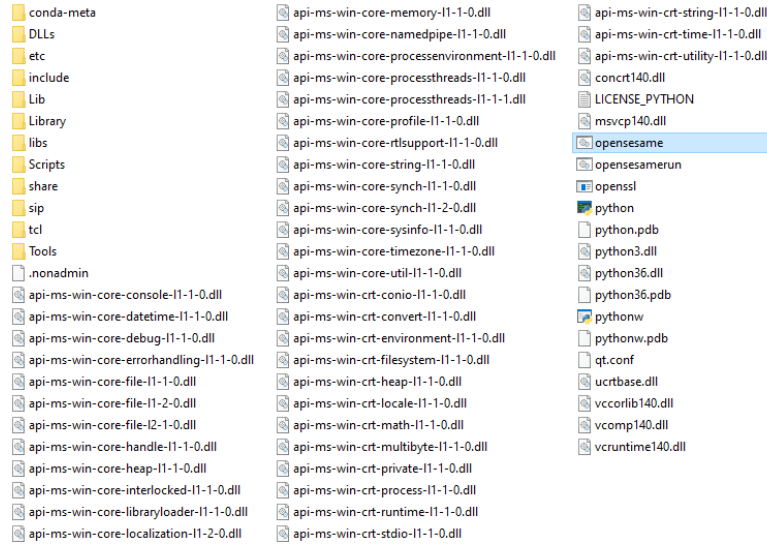 conda-meta
DLLs
etc
include
Lib
Library
libs
Scripts
share
sip
tcl
Tools
.nonadmin
api-ms-win-core-console-l1-1-0.dll
api-ms-win-core-datetime-l1-1-0.dll
api-ms-win-core-debug-l1-1-0.dll
api-ms-win-core-errorhandling-l1-1-0.dll
api-ms-win-core-file-l1-1-0.dll
api-ms-win-core-file-l1-2-0.dll
api-ms-win-core-file-l2-1-0.dll
api-ms-win-core-handle-l1-1-0.dll
api-ms-win-core-heap-l1-1-0.dll
api-ms-win-core-interlocked-l1-1-0.dll
api-ms-win-core-libraryloader-l1-1-0.dll
api-ms-win-core-localization-l1-2-0.dll
api-ms-win-core-memory-l1-1-0.dll
api-ms-win-core-namedpipe-l1-1-0.dll
api-ms-win-core-processenvironment-l1-1-0.dll
api-ms-win-core-processthreads-l1-1-0.dll
api-ms-win-core-processthreads-l1-1-1.dll
api-ms-win-core-profile-l1-1-0.dll
api-ms-win-core-rtlsupport-l1-1-0.dll
api-ms-win-core-string-l1-1-0.dll
api-ms-win-core-synch-l1-1-0.dll
api-ms-win-core-synch-l1-2-0.dll
api-ms-win-core-sysinfo-l1-1-0.dll
api-ms-win-core-timezone-l1-1-0.dll
api-ms-win-core-util-l1-1-0.dll
api-ms-win-crt-conio-l1-1-0.dll
api-ms-win-crt-convert-l1-1-0.dll
api-ms-win-crt-environment-l1-1-0.dll
api-ms-win-crt-filesystem-l1-1-0.dll
api-ms-win-crt-heap-l1-1-0.dll
api-ms-win-crt-locale-l1-1-0.dll
api-ms-win-crt-math-l1-1-0.dll
api-ms-win-crt-multibyte-l1-1-0.dll
api-ms-win-crt-private-l1-1-0.dll
api-ms-win-crt-process-l1-1-0.dll
api-ms-win-crt-runtime-l1-1-0.dll
api-ms-win-crt-stdio-l1-1-0.dll
api-ms-win-crt-string-l1-1-0.dll
api-ms-win-crt-time-l1-1-0.dll
api-ms-win-crt-utility-l1-1-0.dll
concrt140.dll
LICENSE_PYTHON
msvcp140.dll
opensesame
opensesamerun
openssl
python
python.pdb
python3.dll
python36.dll
python36.pdb
pythonw
pythonw.pdb
qt.conf
ucrtbase.dll
vccorlib140.dll
vcomp140.dll
vcruntime140.dll